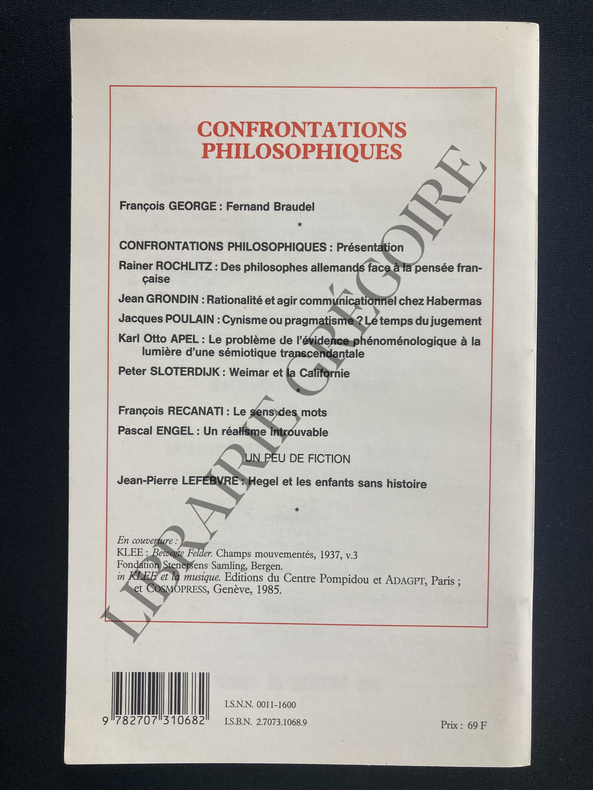 CONFRONTATIONS
PHILOSOPHIQUES
François GEORGE : Fernand Braudel
*
CONFRONTATIONS PHILOSOPHIQUES : Présentation
Rainer ROCHLITZ : Des philosophes allemands face à la pensée fran-
çaise
Jean GRONDIN : Rationalité et agir communicationnel chez Habermas
Jacques POULAIN : Cynisme ou pragmatisme ? Le temps du jugement
Karl Otto APEL : Le problème de l'évidence phénoménologique à la
lumière d'une sémiotique transcendantale
Peter SLOTERDIJK : Weimar et la Californie
*
François RECANATI : Le sens des mots
Pascal ENGEL : Un réalisme introuvable
UN PEU DE FICTION
Jean-Pierre LEFEBVRE : Hegel et les enfants sans histoire
*
En couverture :
KLEE : Bewegte Felder. Champs mouvementés, 1937, v.3
Fondation Stenersens Samling, Bergen.
in KLEE et la musique. Editions du Centre Pompidou et ADAGPT, Paris ;
et COSMOPRESS, Genève, 1985.
I.S.N.N. 0011-1600
9 782707 310682
I.S.B.N. 2.7073.1068.9
Prix : 69 F
LIBRAIRIE GRÉGOIRE